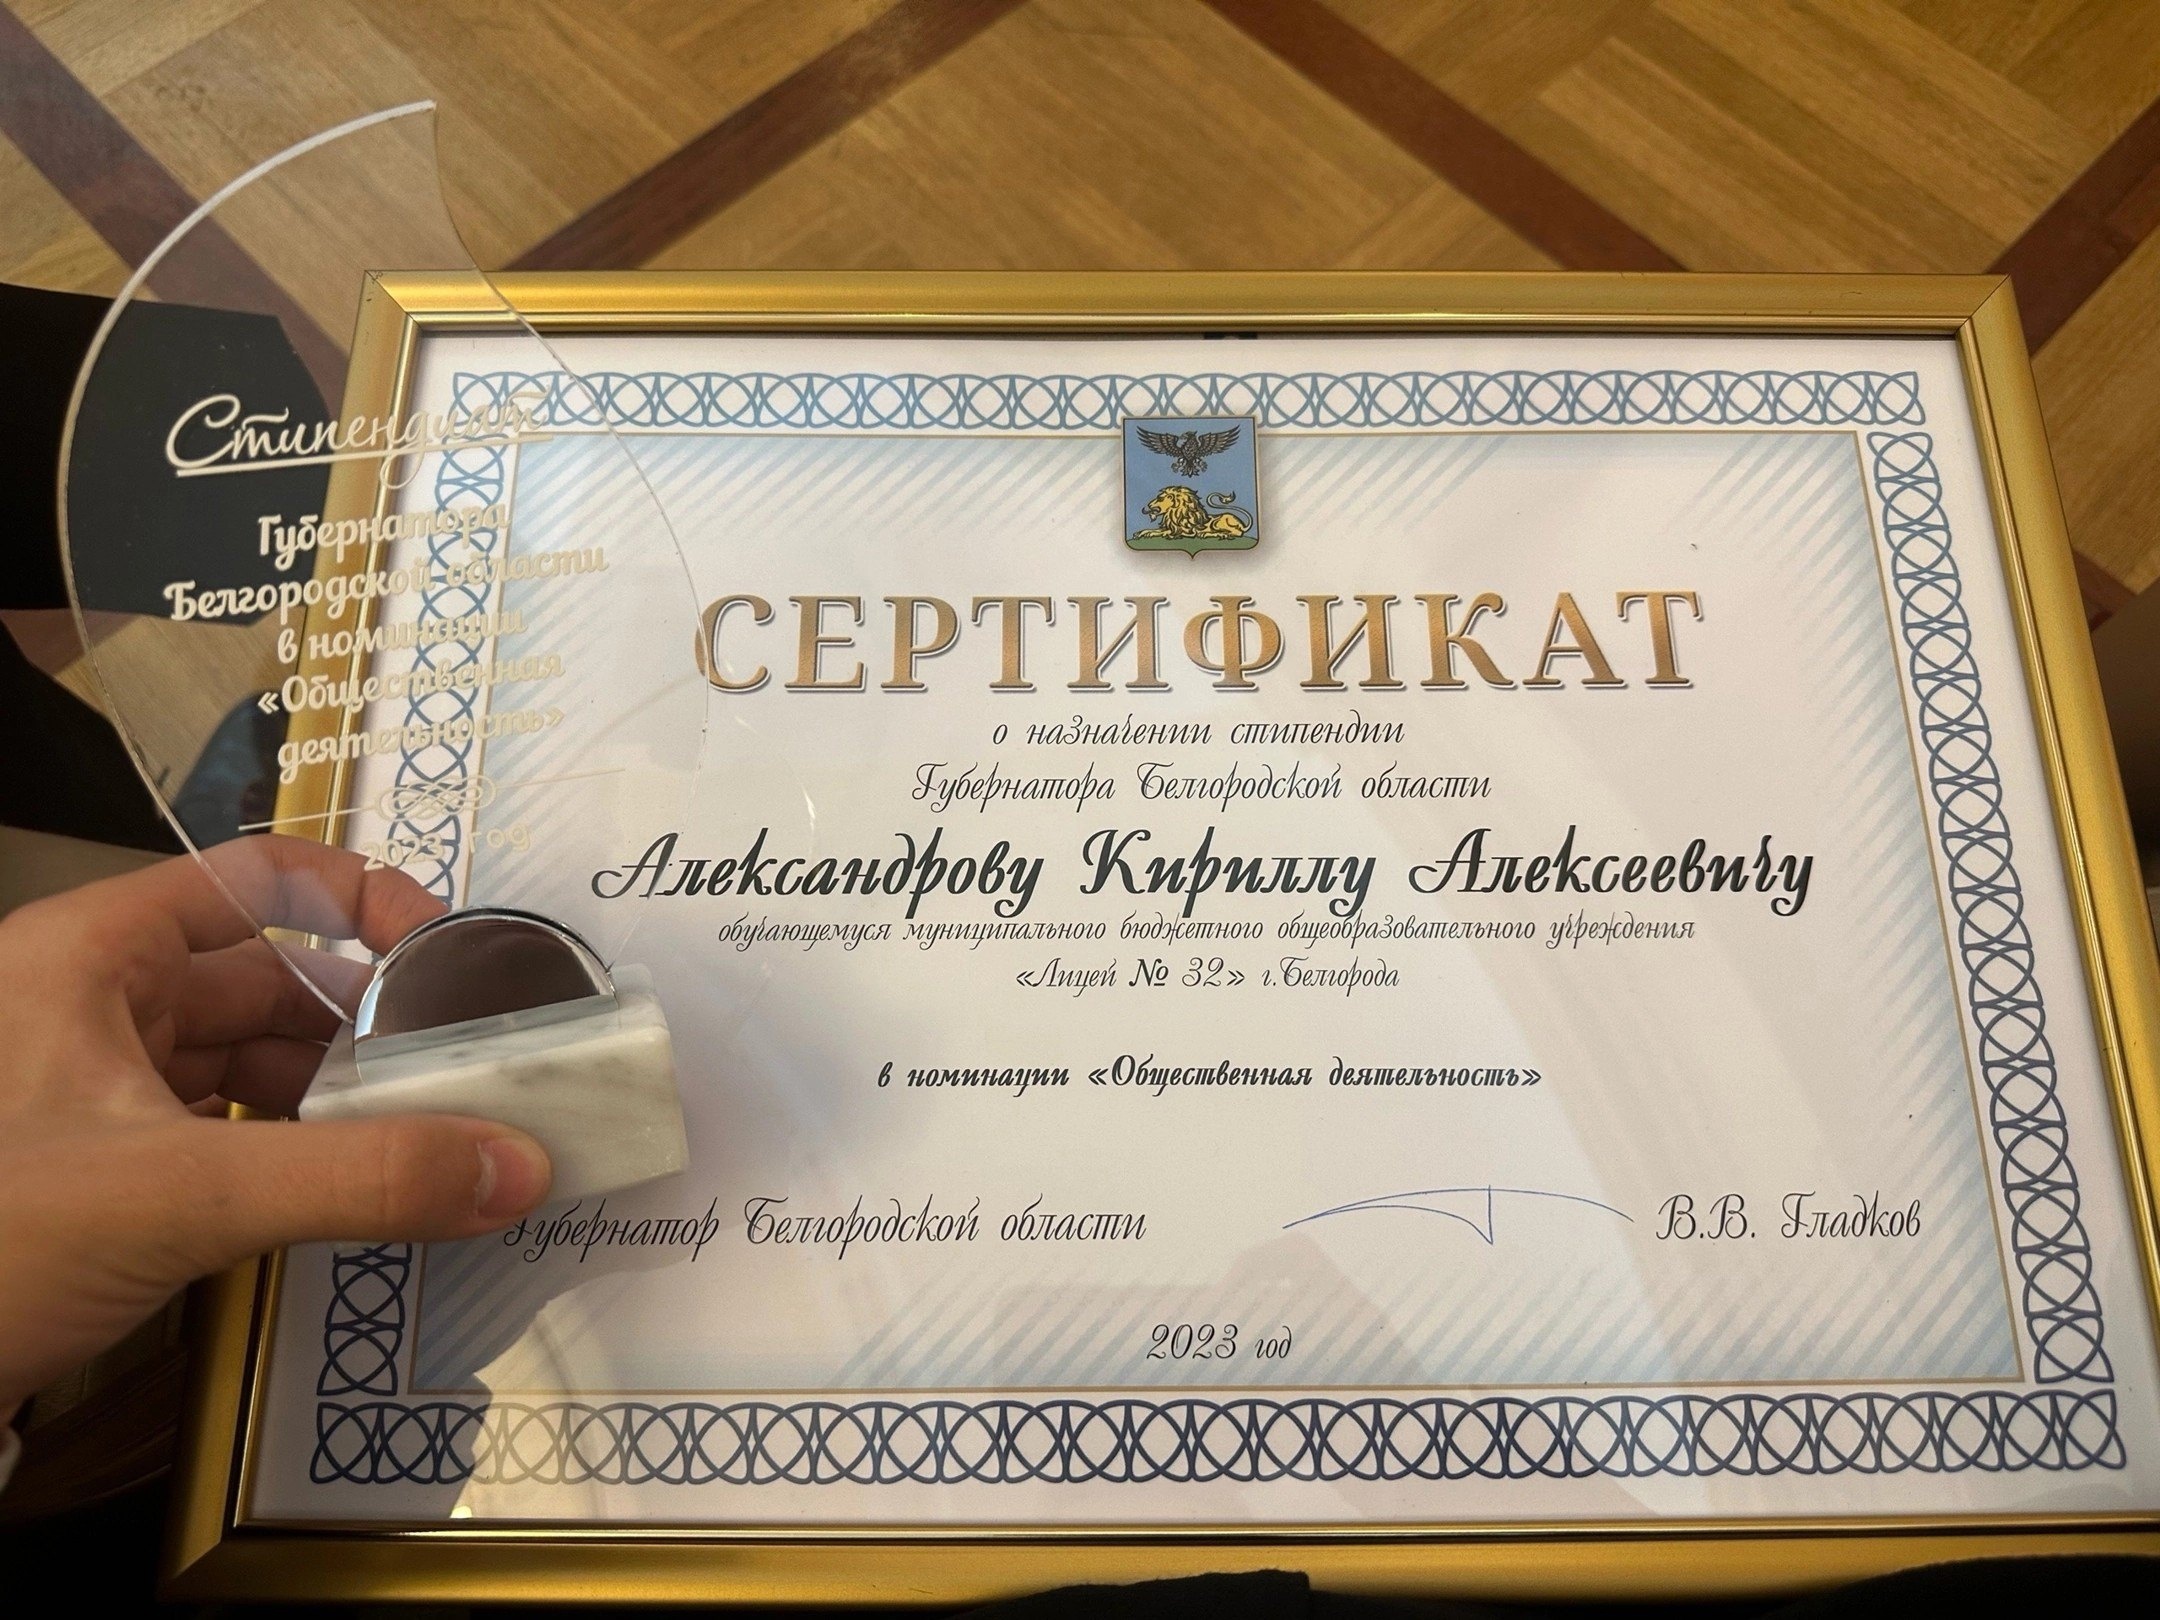 Стипендиат
Губернатора
Белгородской области
в номинации
«Общественная
деятельность»
2023 год
СЕРТИФИКАТ
о назначении стипендии
Губернатора Белгородской области
Александрову Кириллу Алексеевичу
обучающемуся муниципального бюджетного общеобразовательного учреждения
«Лицей № 32» г.Белгорода
в номинации «Общественная деятельность»
Губернатор Белгородской области В.В. Гладков
2023 год